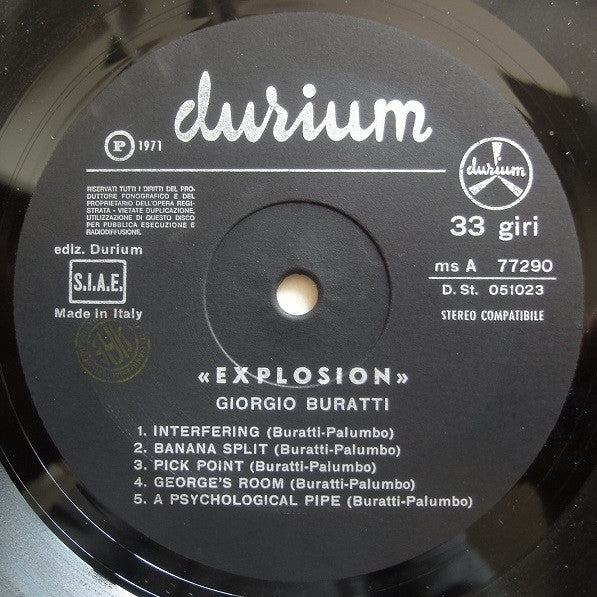 durium
P 1971
durium
RISERVATI TUTTI I DIRITTI DEL PRO-
DUTTORE FONOGRAFICO E DEL
PROPRIETARIO DELL'OPERA REGI-
STRATA - VIETATE DUPLICAZIONE,
UTILIZZAZIONE DI QUESTO DISCO
PER PUBBLICA ESECUZIONE E
RADIODIFFUSIONE.
ediz. Durium
S.I.A.E.
Made in Italy
33 giri
ms A 77290
D. St. 051023
STEREO COMPATIBILE
«EXPLOSION»
GIORGIO BURATTI
1. INTERFERING (Buratti-Palumbo)
2. BANANA SPLIT (Buratti-Palumbo)
3. PICK POINT (Buratti-Palumbo)
4. GEORGE'S ROOM (Buratti-Palumbo)
5. A PSYCHOLOGICAL PIPE (Buratti-Palumbo)